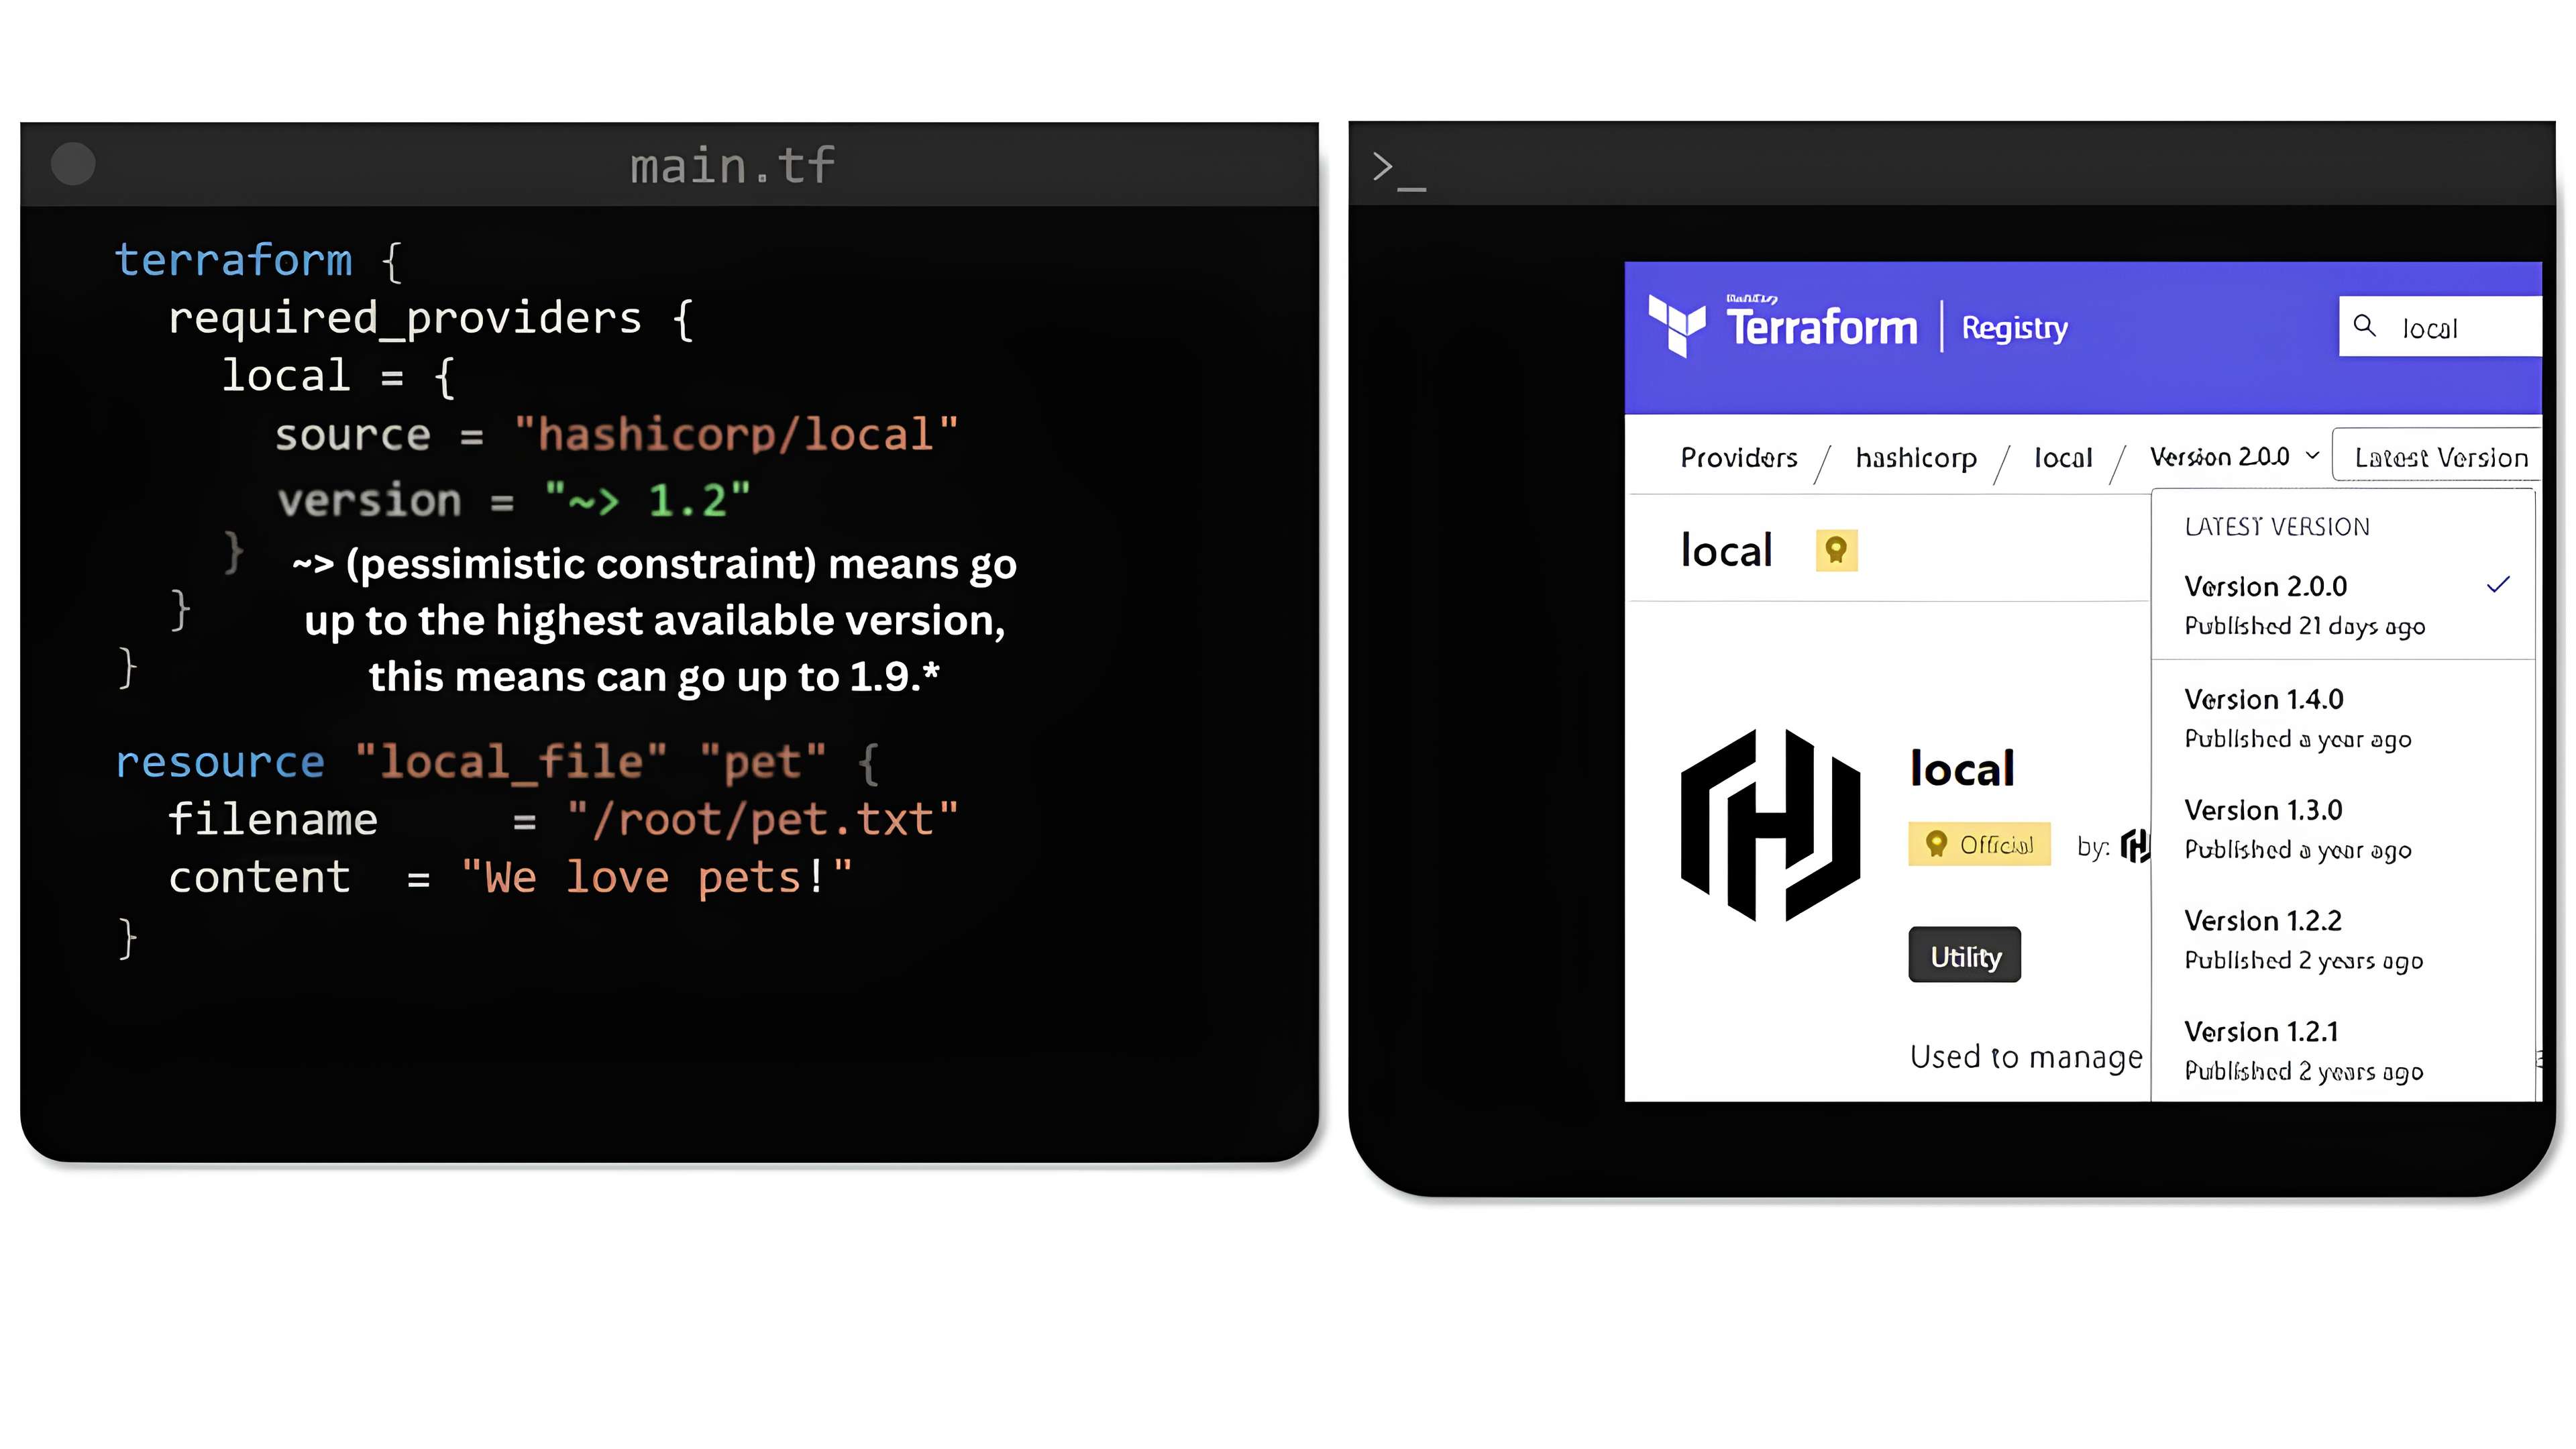 main.tf
terraform {
required_providers {
local = {
source = "hashicorp/local"
version = "~> 1.2"
}
}
}
~> (pessimistic constraint) means go
up to the highest available version,
this means can go up to 1.9.*
resource "local_file" "pet" {
filename = "/root/pet.txt"
content = "We love pets!"
}
>_
Terraform | Registry
local
Providers / hashicorp / local / Version 2.0.0
Latest Version
local
LATEST VERSION
Version 2.0.0
Published 21 days ago
Version 1.4.0
Published a year ago
Version 1.3.0
Published a year ago
Version 1.2.2
Published 2 years ago
Version 1.2.1
Published 2 years ago
local
Official
by:
Utility
Used to manage